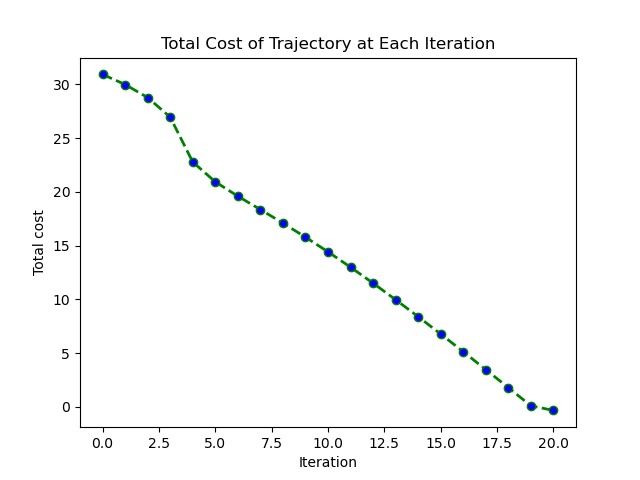 Total Cost of Trajectory at Each Iteration
30
25
20
15
10
5
0
Total cost
0.0 2.5 5.0 7.5 10.0 12.5 15.0 17.5 20.0
Iteration